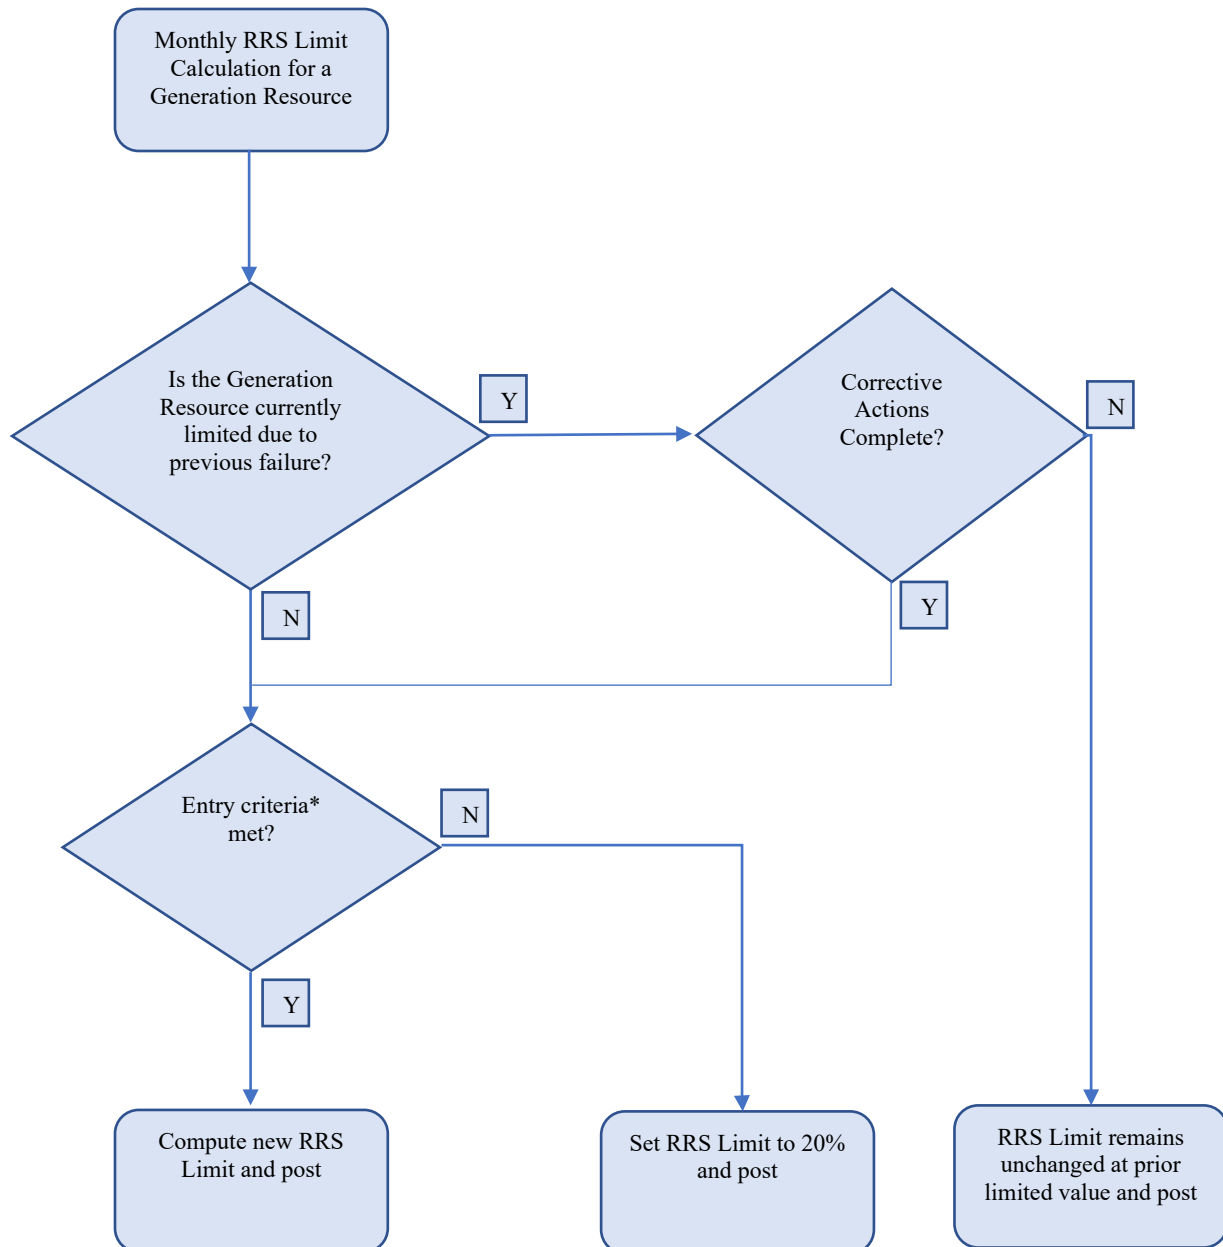 Monthly RRS Limit
Calculation for a
Generation Resource
Is the Generation
Resource currently
limited due to
previous failure?
Y
Corrective
Actions
Complete?
N
N
Y
Entry criteria*
met?
N
Y
Compute new RRS
Limit and post
Set RRS Limit to 20%
and post
RRS Limit remains
unchanged at prior
limited value and post